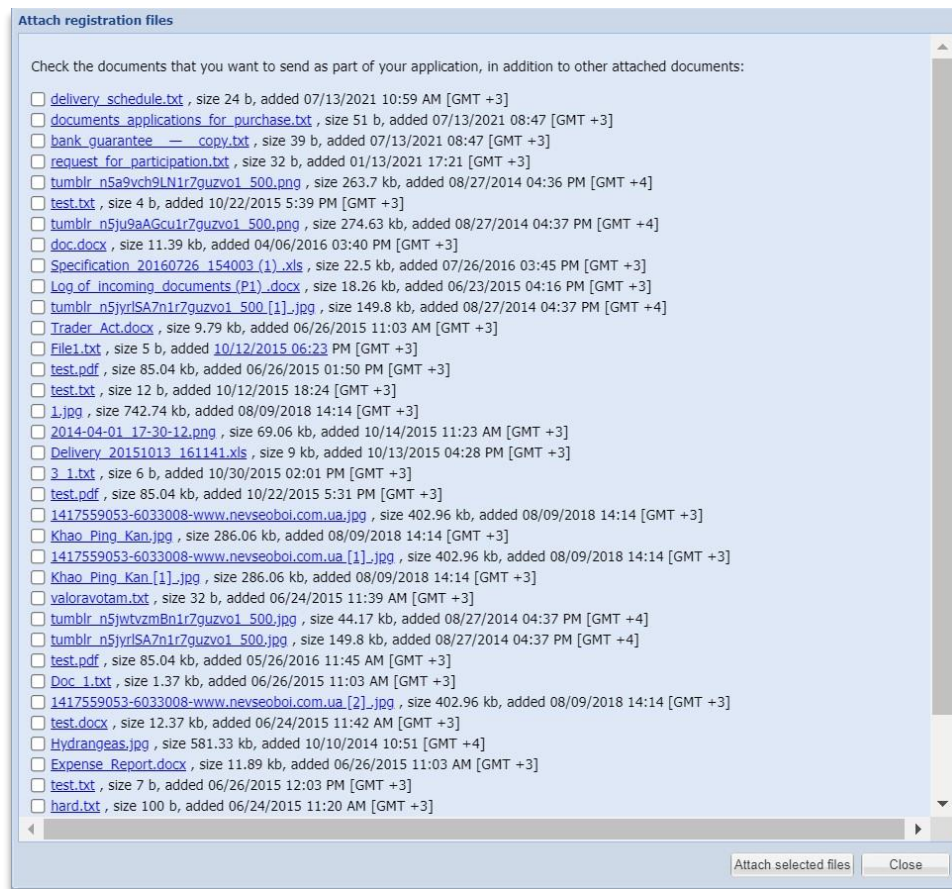 Attach registration files
Check the documents that you want to send as part of your application, in addition to other attached documents:
delivery_schedule.txt , size 24 b, added 07/13/2021 10:59 AM [GMT +3]
documents_applications_for_purchase.txt , size 51 b, added 07/13/2021 08:47 [GMT +3]
bank_guarantee__—__copy.txt , size 39 b, added 07/13/2021 08:47 [GMT +3]
request_for_participation.txt , size 32 b, added 01/13/2021 17:21 [GMT +3]
tumblr_n5a9vch9LN1r7guzvo1_500.png , size 263.7 kb, added 08/27/2014 04:36 PM [GMT +4]
test.txt , size 4 b, added 10/22/2015 5:39 PM [GMT +3]
tumblr_n5ju9aAGcu1r7guzvo1_500.png , size 274.63 kb, added 08/27/2014 04:37 PM [GMT +4]
doc.docx , size 11.39 kb, added 04/06/2016 03:40 PM [GMT +3]
Specification_20160726_154003 (1) .xls , size 22.5 kb, added 07/26/2016 03:45 PM [GMT +3]
Log of incoming_documents (P1) .docx , size 18.26 kb, added 06/23/2015 04:16 PM [GMT +3]
tumblr_n5jyrlSA7n1r7guzvo1_500 [1] .jpg , size 149.8 kb, added 08/27/2014 04:37 PM [GMT +4]
Trader_Act.docx , size 9.79 kb, added 06/26/2015 11:03 AM [GMT +3]
File1.txt , size 5 b, added 10/12/2015 06:23 PM [GMT +3]
test.pdf , size 85.04 kb, added 06/26/2015 01:50 PM [GMT +3]
test.txt , size 12 b, added 10/12/2015 18:24 [GMT +3]
1.jpg , size 742.74 kb, added 08/09/2018 14:14 [GMT +3]
2014-04-01_17-30-12.png , size 69.06 kb, added 10/14/2015 11:23 AM [GMT +3]
Delivery_20151013_161141.xls , size 9 kb, added 10/13/2015 04:28 PM [GMT +3]
3_1.txt , size 6 b, added 10/30/2015 02:01 PM [GMT +3]
test.pdf , size 85.04 kb, added 10/22/2015 5:31 PM [GMT +3]
1417559053-6033008-www.nevseoboi.com.ua.jpg , size 402.96 kb, added 08/09/2018 14:14 [GMT +3]
Khao_Ping_Kan.jpg , size 286.06 kb, added 08/09/2018 14:14 [GMT +3]
1417559053-6033008-www.nevseoboi.com.ua [1] .jpg , size 402.96 kb, added 08/09/2018 14:14 [GMT +3]
Khao_Ping_Kan [1] .jpg , size 286.06 kb, added 08/09/2018 14:14 [GMT +3]
valoravotam.txt , size 32 b, added 06/24/2015 11:39 AM [GMT +3]
tumblr_n5jwtvzmBn1r7guzvo1_500.jpg , size 44.17 kb, added 08/27/2014 04:37 PM [GMT +4]
tumblr_n5jyrlSA7n1r7guzvo1_500.jpg , size 149.8 kb, added 08/27/2014 04:37 PM [GMT +4]
test.pdf , size 85.04 kb, added 05/26/2016 11:45 AM [GMT +3]
Doc_1.txt , size 1.37 kb, added 06/26/2015 11:03 AM [GMT +3]
1417559053-6033008-www.nevseoboi.com.ua [2] .jpg , size 402.96 kb, added 08/09/2018 14:14 [GMT +3]
test.docx , size 12.37 kb, added 06/24/2015 11:42 AM [GMT +3]
Hydrangeas.jpg , size 581.33 kb, added 10/10/2014 10:51 [GMT +4]
Expense_Report.docx , size 11.89 kb, added 06/26/2015 11:03 AM [GMT +3]
test.txt , size 7 b, added 06/26/2015 12:03 PM [GMT +3]
hard.txt , size 100 b, added 06/24/2015 11:20 AM [GMT +3]
Attach selected files Close